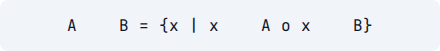 A B = {x | x A o x B}